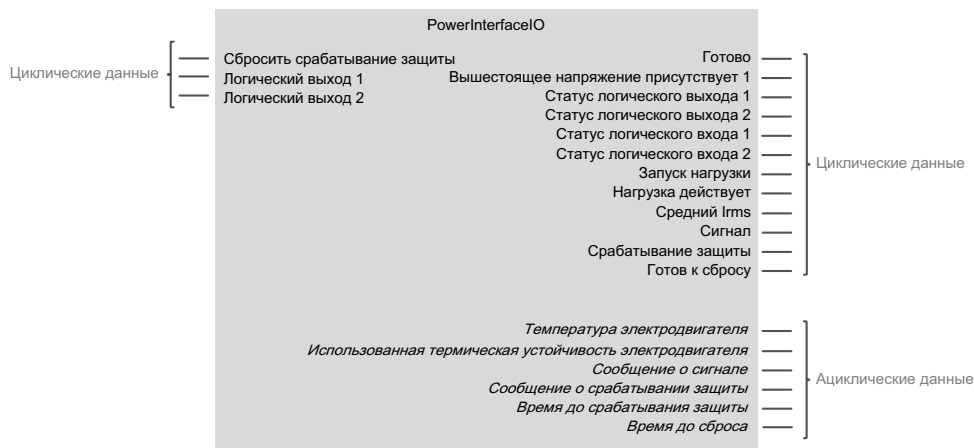 PowerInterfaceIO
Циклические данные
Сбросить срабатывание защиты
Логический выход 1
Логический выход 2
Готово
Вышестоящее напряжение присутствует 1
Статус логического выхода 1
Статус логического выхода 2
Статус логического входа 1
Статус логического входа 2
Запуск нагрузки
Нагрузка действует
Средний Irms
Сигнал
Срабатывание защиты
Готов к сбросу
Циклические данные
Температура электродвигателя
Использованная термическая устойчивость электродвигателя
Сообщение о сигнале
Сообщение о срабатывании защиты
Время до срабатывания защиты
Время до сброса
Ациклические данные